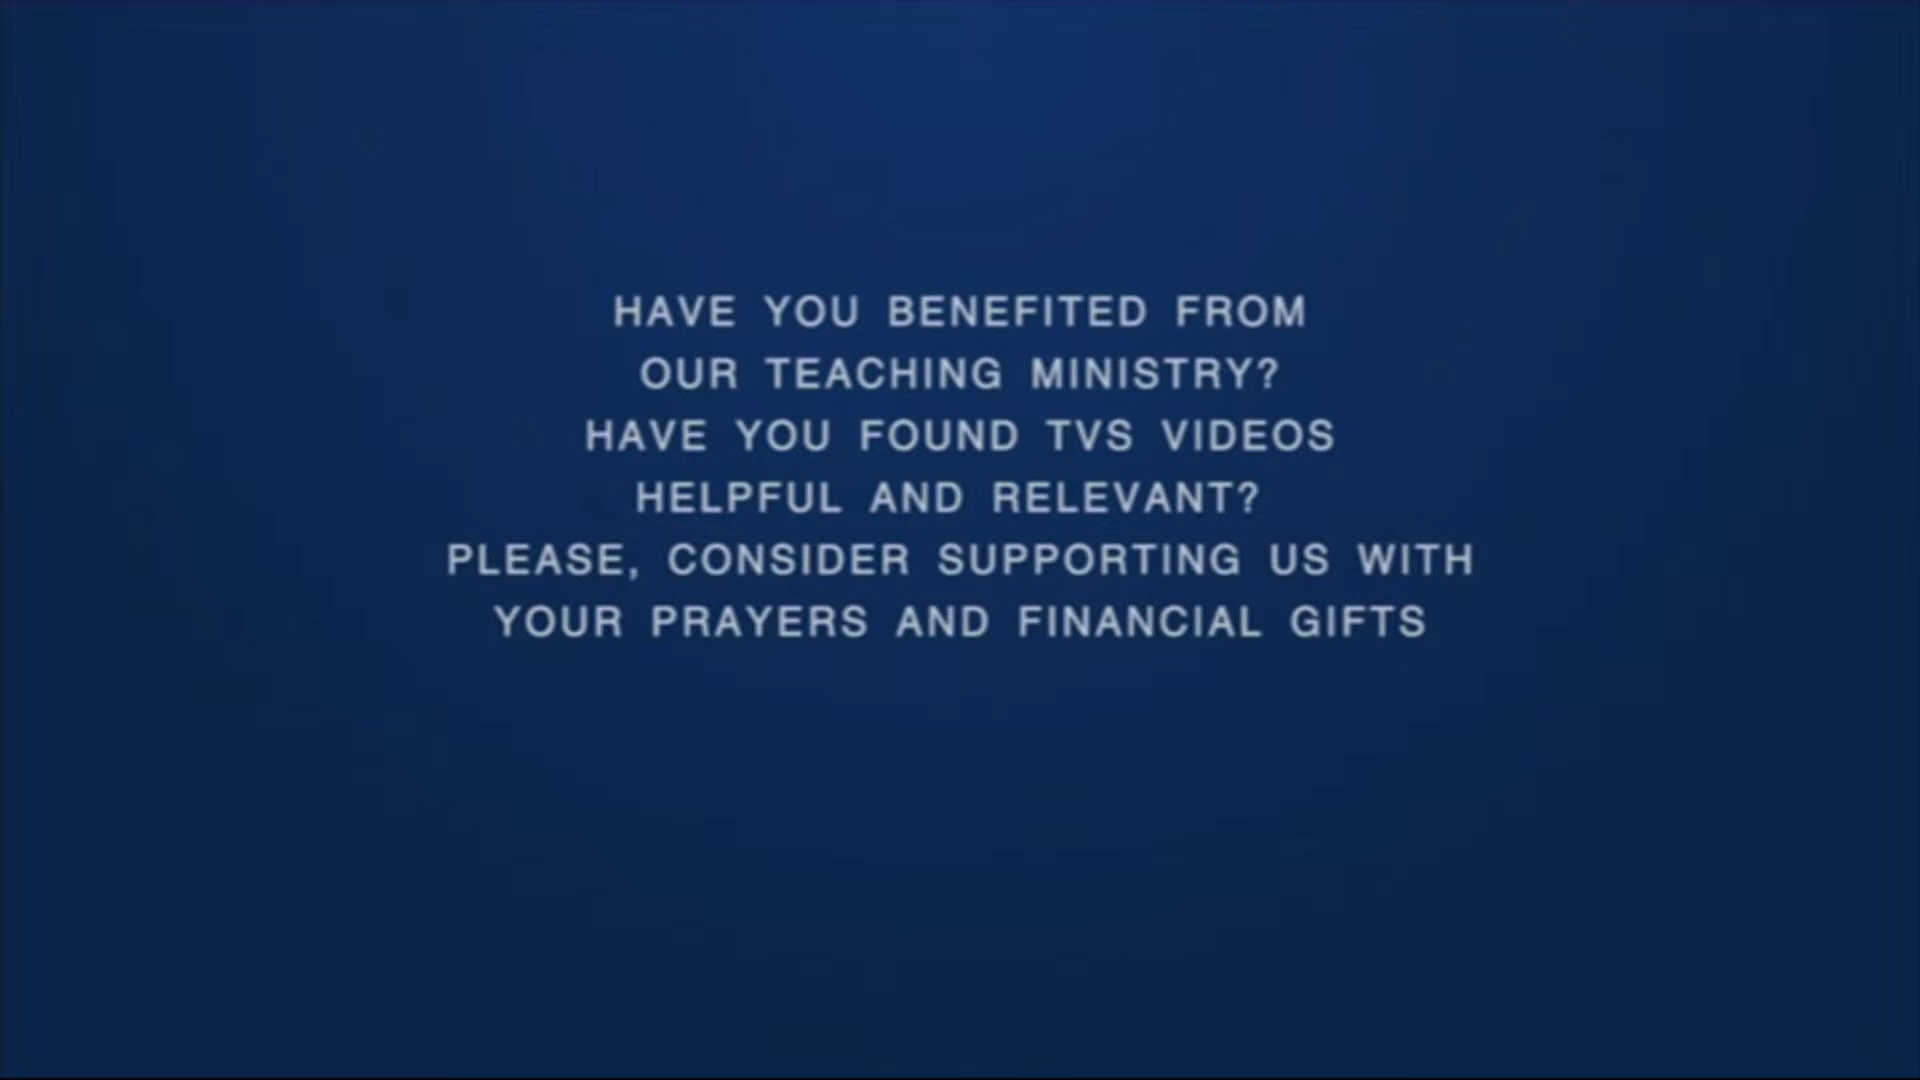 HAVE YOU BENEFITED FROM
OUR TEACHING MINISTRY?
HAVE YOU FOUND TVS VIDEOS
HELPFUL AND RELEVANT?
PLEASE, CONSIDER SUPPORTING US WITH
YOUR PRAYERS AND FINANCIAL GIFTS